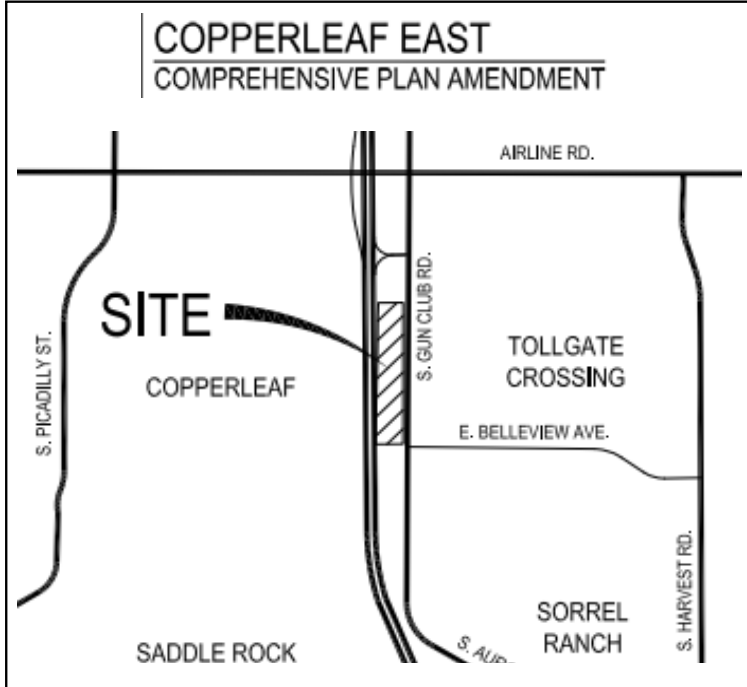 COPPERLEAF EAST
COMPREHENSIVE PLAN AMENDMENT
AIRLINE RD.
SITE
S. PICADILLY ST.
COPPERLEAF
S. GUN CLUB RD.
TOLLGATE
CROSSING
E. BELLEVIEW AVE.
SORREL
RANCH
S. HARVEST RD.
SADDLE ROCK